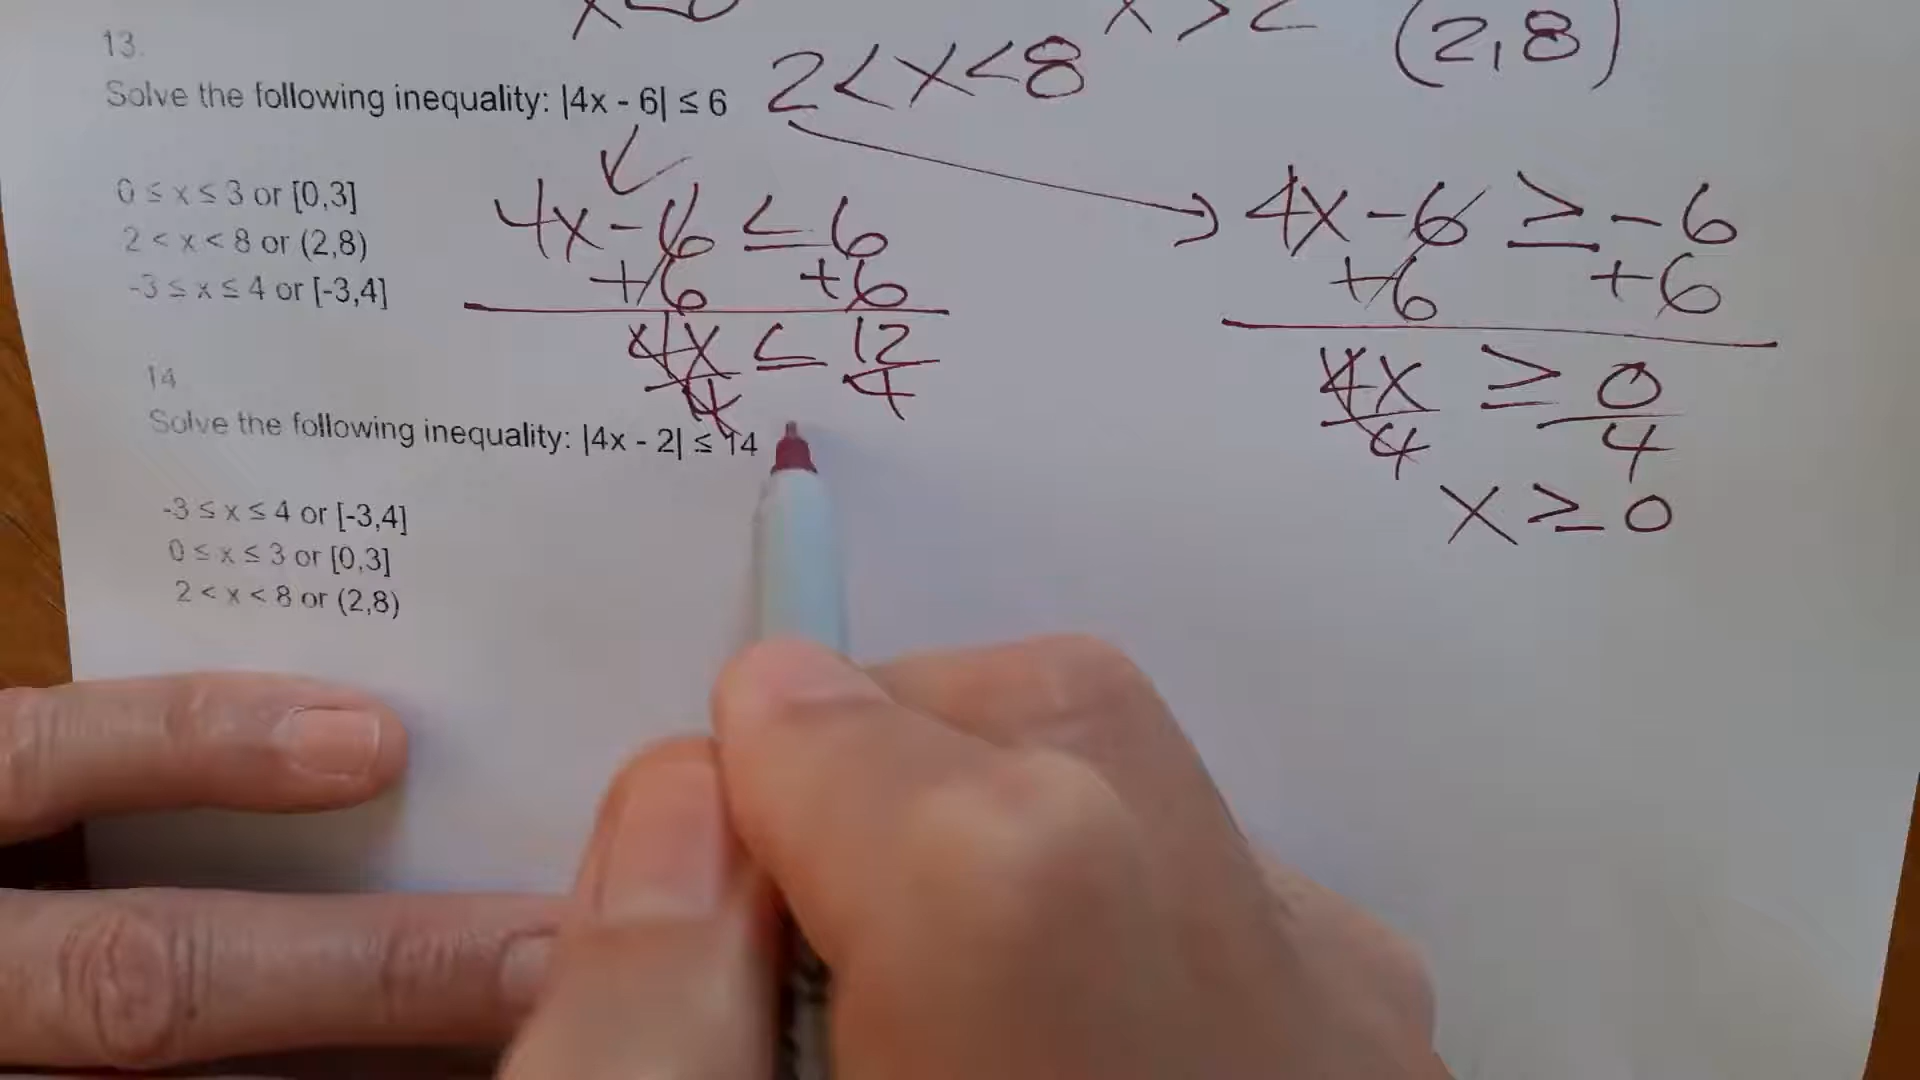 (2,8)
2<x<8
13.
Solve the following inequality: |4x - 6| ≤ 6
0 ≤ x ≤ 3 or [0,3]
2 < x < 8 or (2,8)
-3 ≤ x ≤ 4 or [-3,4]
4x-6 ≤ 6
+6 +6
4x ≤ 12
4 4
4x-6 ≥ -6
+6 +6
4x ≥ 0
4 4
x ≥ 0
14
Solve the following inequality: |4x - 2| ≤ 14
-3 ≤ x ≤ 4 or [-3,4]
0 ≤ x ≤ 3 or [0,3]
2 < x < 8 or (2,8)